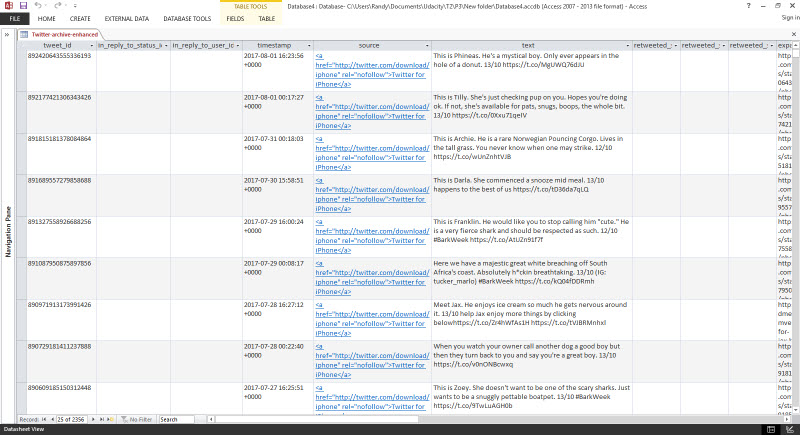 TABLE TOOLS
Database4 : Database- C:\Users\Randy\Documents\Udacity\TZ\P3\New folder\Database4.accdb (Access 2007 - 2013 file format) - Access
Sign in
FILE HOME CREATE EXTERNAL DATA DATABASE TOOLS FIELDS TABLE
Twitter-archive-enhanced
tweet_id in_reply_to_status_i in_reply_to_user_ic timestamp source text retweeted_ retweeted_ retweeted_ expa
892420643555336193 2017-08-01 16:23:56 +0000 <a href="http://twitter.com/download/iphone" rel="nofollow">Twitter for iPhone</a> This is Phineas. He's a mystical boy. Only ever appears in the hole of a donut. 13/10 https://t.co/MgUWQ76dJU
892177421306343426 2017-08-01 00:17:27 +0000 <a href="http://twitter.com/download/iphone" rel="nofollow">Twitter for iPhone</a> This is Tilly. She's just checking pup on you. Hopes you're doing ok. If not, she's available for pats, snugs, boops, the whole bit. 13/10 https://t.co/0Xxu71qeIV
891815181378084864 2017-07-31 00:18:03 +0000 <a href="http://twitter.com/download/iphone" rel="nofollow">Twitter for iPhone</a> This is Archie. He is a rare Norwegian Pouncing Corgo. Lives in the tall grass. You never know when one may strike. 12/10 https://t.co/wUnZnhtVJB
891689557279858688 2017-07-30 15:58:51 +0000 <a href="http://twitter.com/download/iphone" rel="nofollow">Twitter for iPhone</a> This is Darla. She commenced a snooze mid meal. 13/10 happens to the best of us https://t.co/tD36da7qLQ
891327558926688256 2017-07-29 16:00:24 +0000 <a href="http://twitter.com/download/iphone" rel="nofollow">Twitter for iPhone</a> This is Franklin. He would like you to stop calling him "cute." He is a very fierce shark and should be respected as such. 12/10 #BarkWeek https://t.co/AtUZn91f7f
891087950875897856 2017-07-29 00:08:17 +0000 <a href="http://twitter.com/download/iphone" rel="nofollow">Twitter for iPhone</a> Here we have a majestic great white breaching off South Africa's coast. Absolutely h*ckin breathtaking. 13/10 (IG: tucker_marlo) #BarkWeek https://t.co/kQ04fDDRmh
890971913173991426 2017-07-28 16:27:12 +0000 <a href="http://twitter.com/download/iphone" rel="nofollow">Twitter for iPhone</a> Meet Jax. He enjoys ice cream so much he gets nervous around it. 13/10 help Jax enjoy more things by clicking belowhttps://t.co/Zr4hWfAs1H https://t.co/tVJBRMnhxl
890729181411237888 2017-07-28 00:22:40 +0000 <a href="http://twitter.com/download/iphone" rel="nofollow">Twitter for iPhone</a> When you watch your owner call another dog a good boy but then they turn back to you and say you're a great boy. 13/10 https://t.co/v0nONBcwxq
890609185150312448 2017-07-27 16:25:51 +0000 <a href="http://twitter.com/download/iphone" rel="nofollow">Twitter for iPhone</a> This is Zoey. She doesn't want to be one of the scary sharks. Just wants to be a snuggly pettable boatpet. 13/10 #BarkWeek https://t.co/9TwLuAGH0b
Navigation Pane
Record: 25 of 2356 No Filter Search
Datasheet View